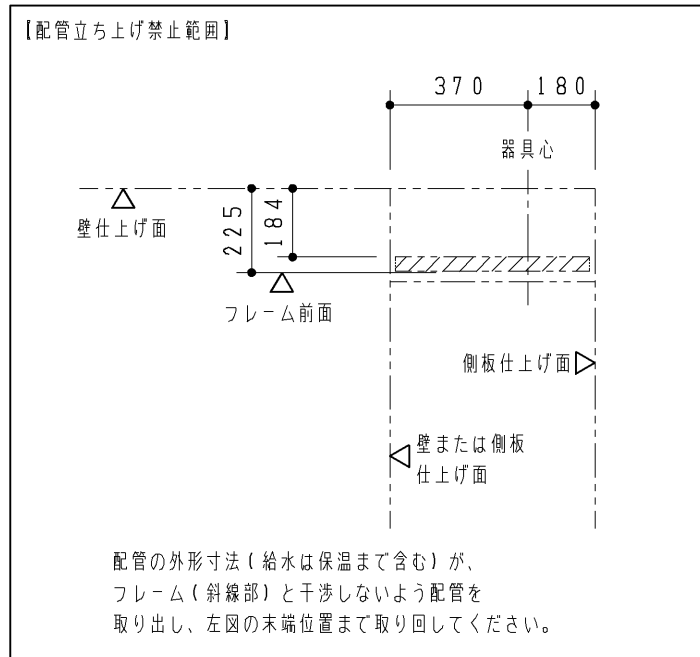 【配管立ち上げ禁止範囲】
370
180
器具心
壁仕上げ面
225
184
フレーム前面
側板仕上げ面
壁または側板
仕上げ面
配管の外形寸法(給水は保温まで含む)が、
フレーム(斜線部)と干渉しないよう配管を
取り出し、左図の末端位置まで取り回してください。